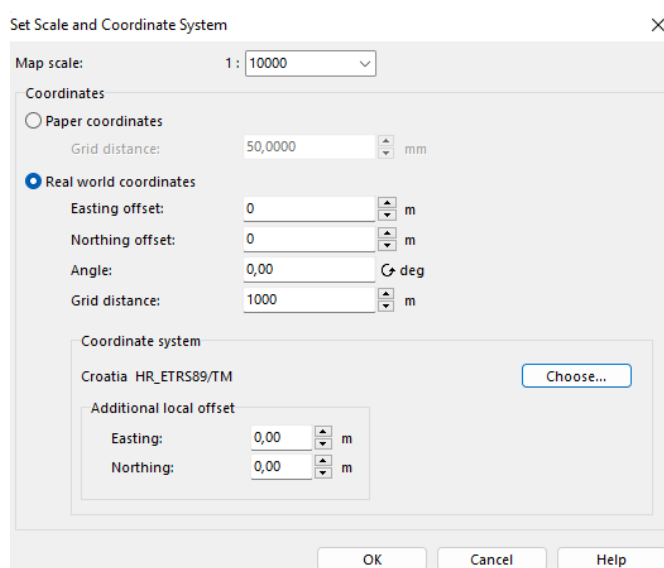 Set Scale and Coordinate System
Map scale: 1 : 10000
Coordinates
Paper coordinates
Grid distance: 50,0000 mm
Real world coordinates
Easting offset: 0 m
Northing offset: 0 m
Angle: 0,00 deg
Grid distance: 1000 m
Coordinate system
Croatia HR_ETRS89/TM Choose...
Additional local offset
Easting: 0,00 m
Northing: 0,00 m
OK Cancel Help